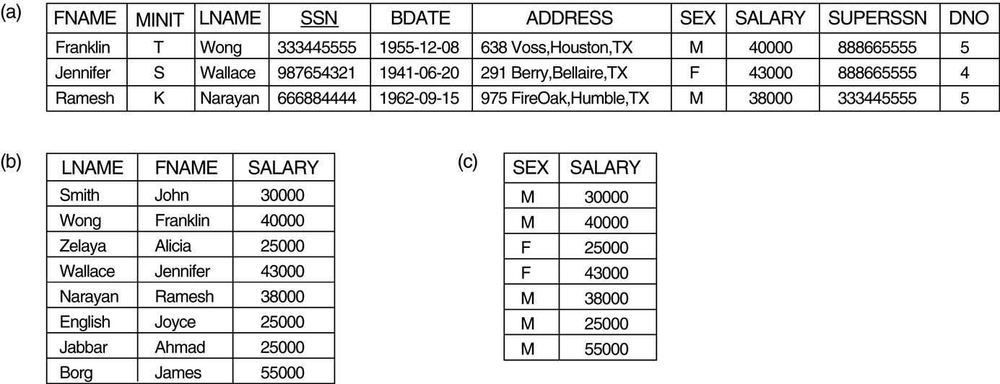 (a) FNAME MINIT LNAME SSN BDATE ADDRESS SEX SALARY SUPERSSN DNO
Franklin T Wong 333445555 1955-12-08 638 Voss,Houston,TX M 40000 888665555 5
Jennifer S Wallace 987654321 1941-06-20 291 Berry,Bellaire,TX F 43000 888665555 4
Ramesh K Narayan 666884444 1962-09-15 975 FireOak,Humble,TX M 38000 333445555 5
(b) LNAME FNAME SALARY
Smith John 30000
Wong Franklin 40000
Zelaya Alicia 25000
Wallace Jennifer 43000
Narayan Ramesh 38000
English Joyce 25000
Jabbar Ahmad 25000
Borg James 55000
(c) SEX SALARY
M 30000
M 40000
F 25000
F 43000
M 38000
M 25000
M 55000